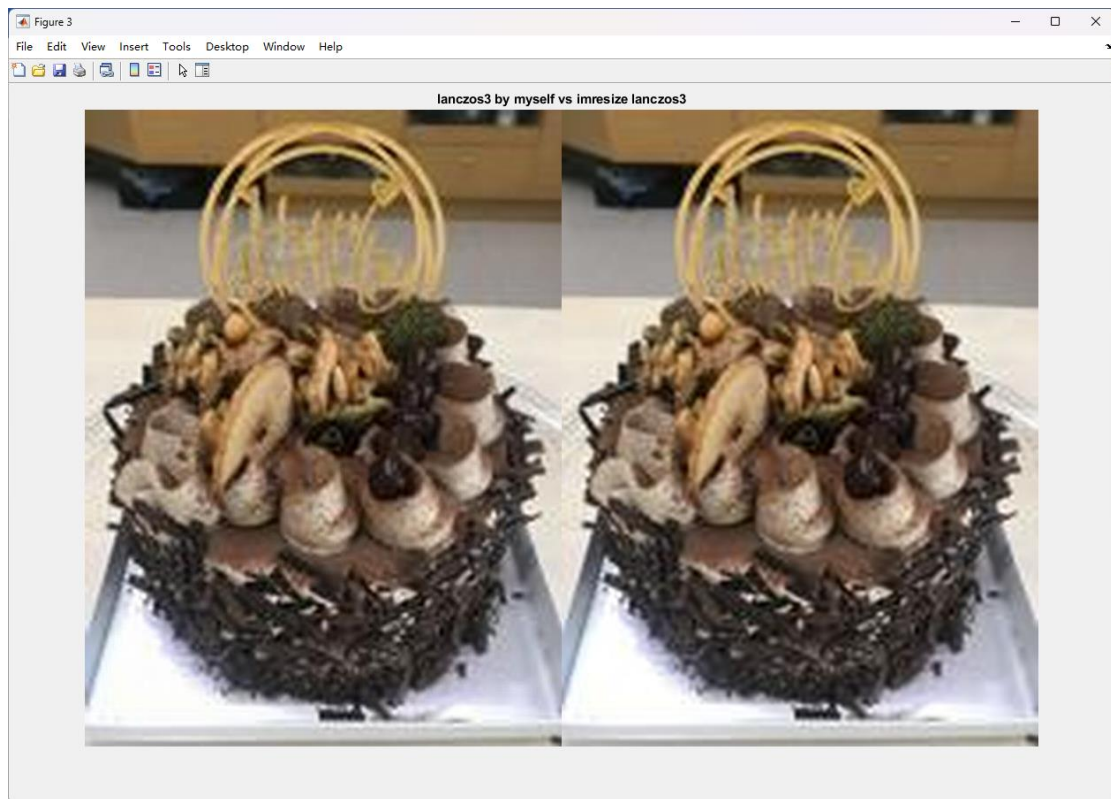 Figure 3
File Edit View Insert Tools Desktop Window Help
lanczos3 by myself vs imresize lanczos3